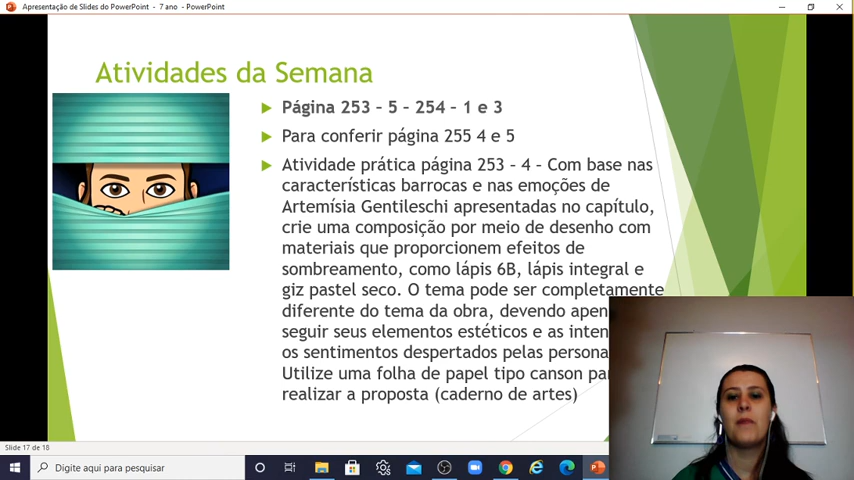 Apresentação de Slides do PowerPoint - 7 ano - PowerPoint
Atividades da Semana
Página 253 – 5 – 254 – 1 e 3
Para conferir página 255 4 e 5
Atividade prática página 253 – 4 – Com base nas
características barrocas e nas emoções de
Artemísia Gentileschi apresentadas no capítulo,
crie uma composição por meio de desenho com
materiais que proporcionem efeitos de
sombreamento, como lápis 6B, lápis integral e
giz pastel seco. O tema pode ser completamente
diferente do tema da obra, devendo apen
seguir seus elementos estéticos e as inten
os sentimentos despertados pelas persona
Utilize uma folha de papel tipo canson pa
realizar a proposta (caderno de artes)
Slide 17 de 18
Digite aqui para pesquisar